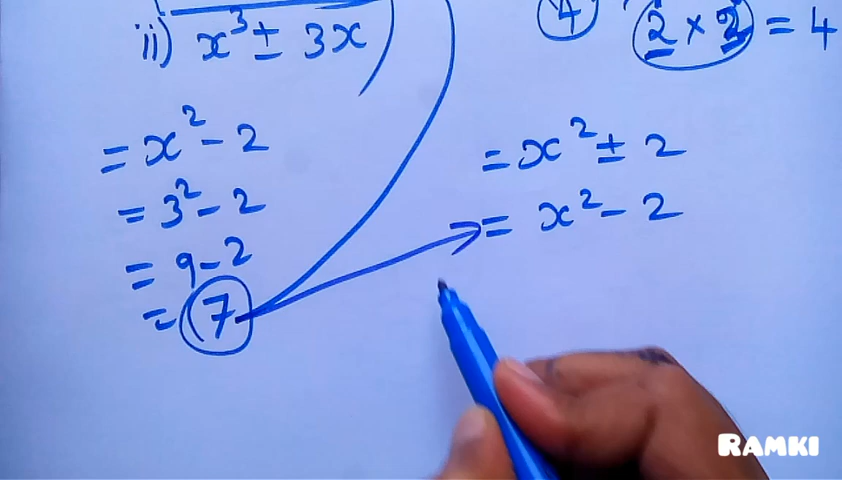 ii) x³ ± 3x
④ 2 × 2 = 4
= x² - 2
= 3² - 2
= 9 - 2
= 7
= x² ± 2
= x² - 2
RAMKI